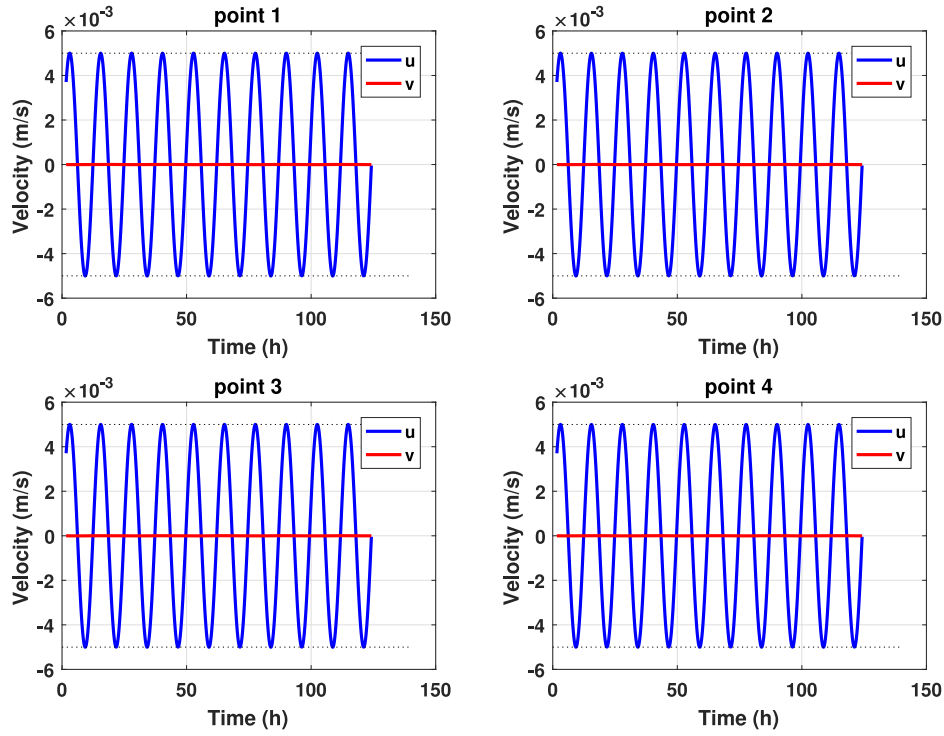 point 1
×10⁻³
6
4
2
0
-2
-4
-6
Velocity (m/s)
u
v
0 50 100 150
Time (h)
point 2
×10⁻³
6
4
2
0
-2
-4
-6
Velocity (m/s)
u
v
0 50 100 150
Time (h)
point 3
×10⁻³
6
4
2
0
-2
-4
-6
Velocity (m/s)
u
v
0 50 100 150
Time (h)
point 4
×10⁻³
6
4
2
0
-2
-4
-6
Velocity (m/s)
u
v
0 50 100 150
Time (h)